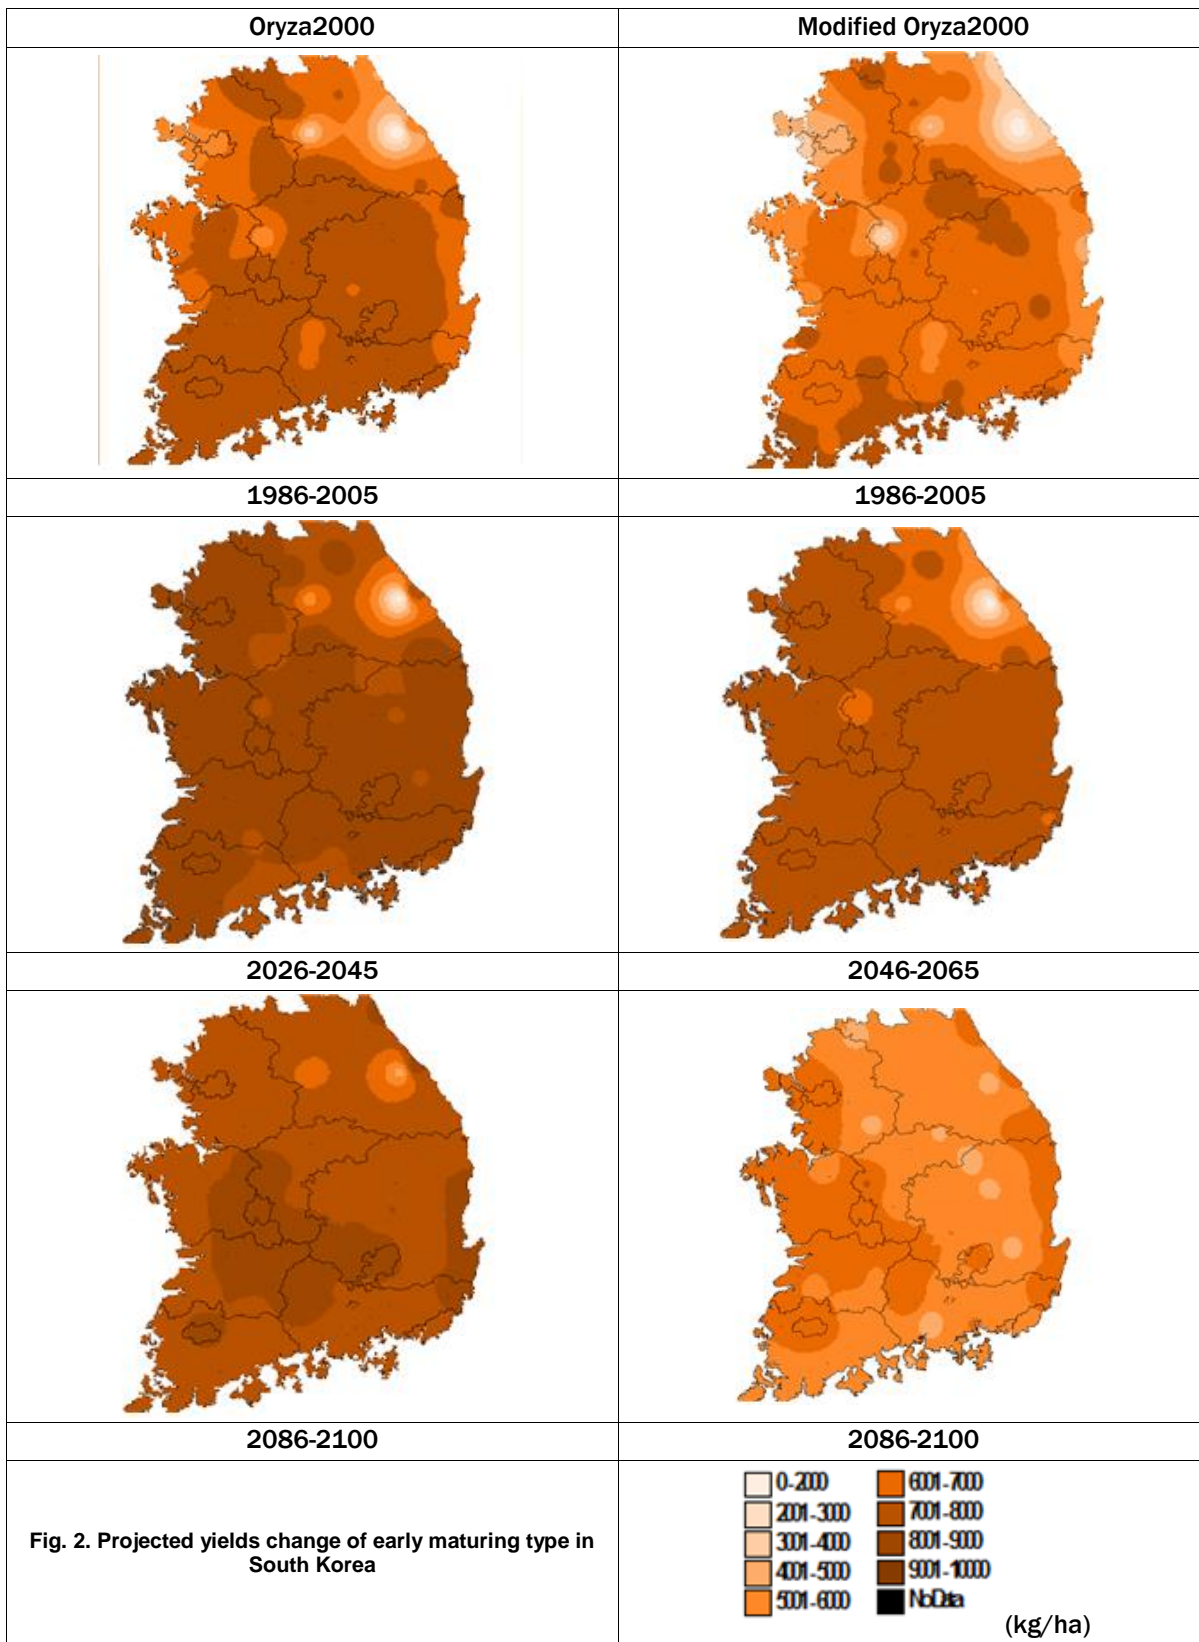 Oryza2000
Modified Oryza2000
1986-2005
1986-2005
2026-2045
2046-2065
2086-2100
2086-2100
Fig. 2. Projected yields change of early maturing type in
South Korea
0-2000
2001-3000
3001-4000
4001-5000
5001-6000
6001-7000
7001-8000
8001-9000
9001-10000
NoData
(kg/ha)